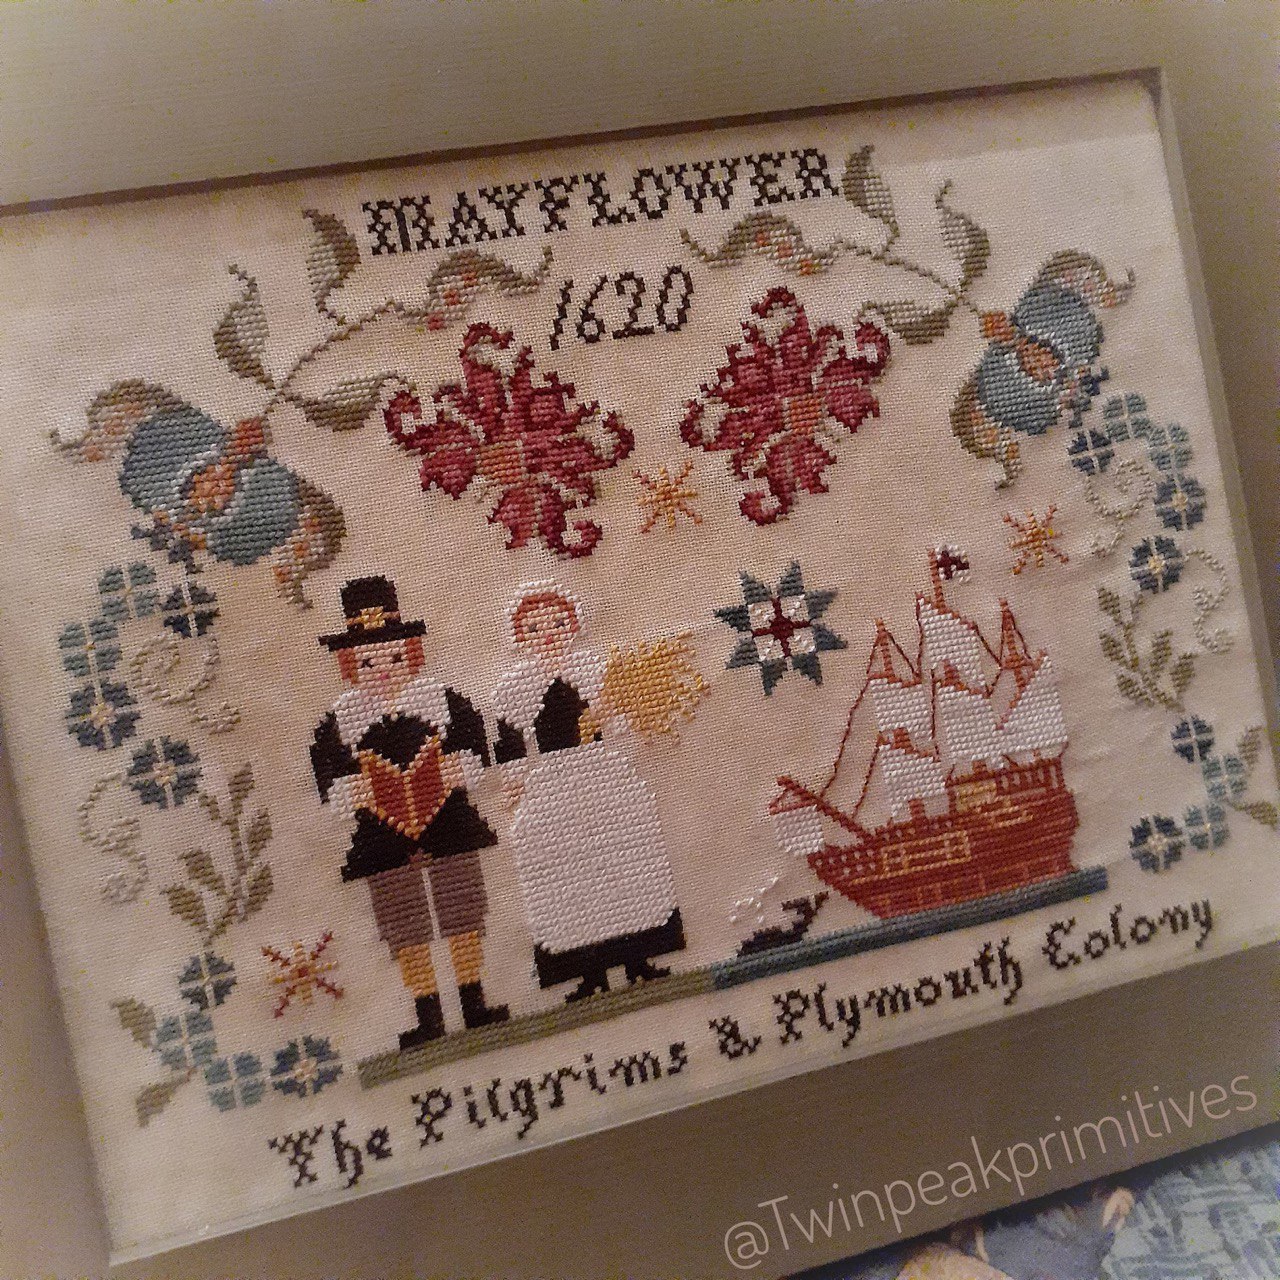 MAYFLOWER
1620
The Pilgrims & Plymouth Colony
@Twinpeakprimitives